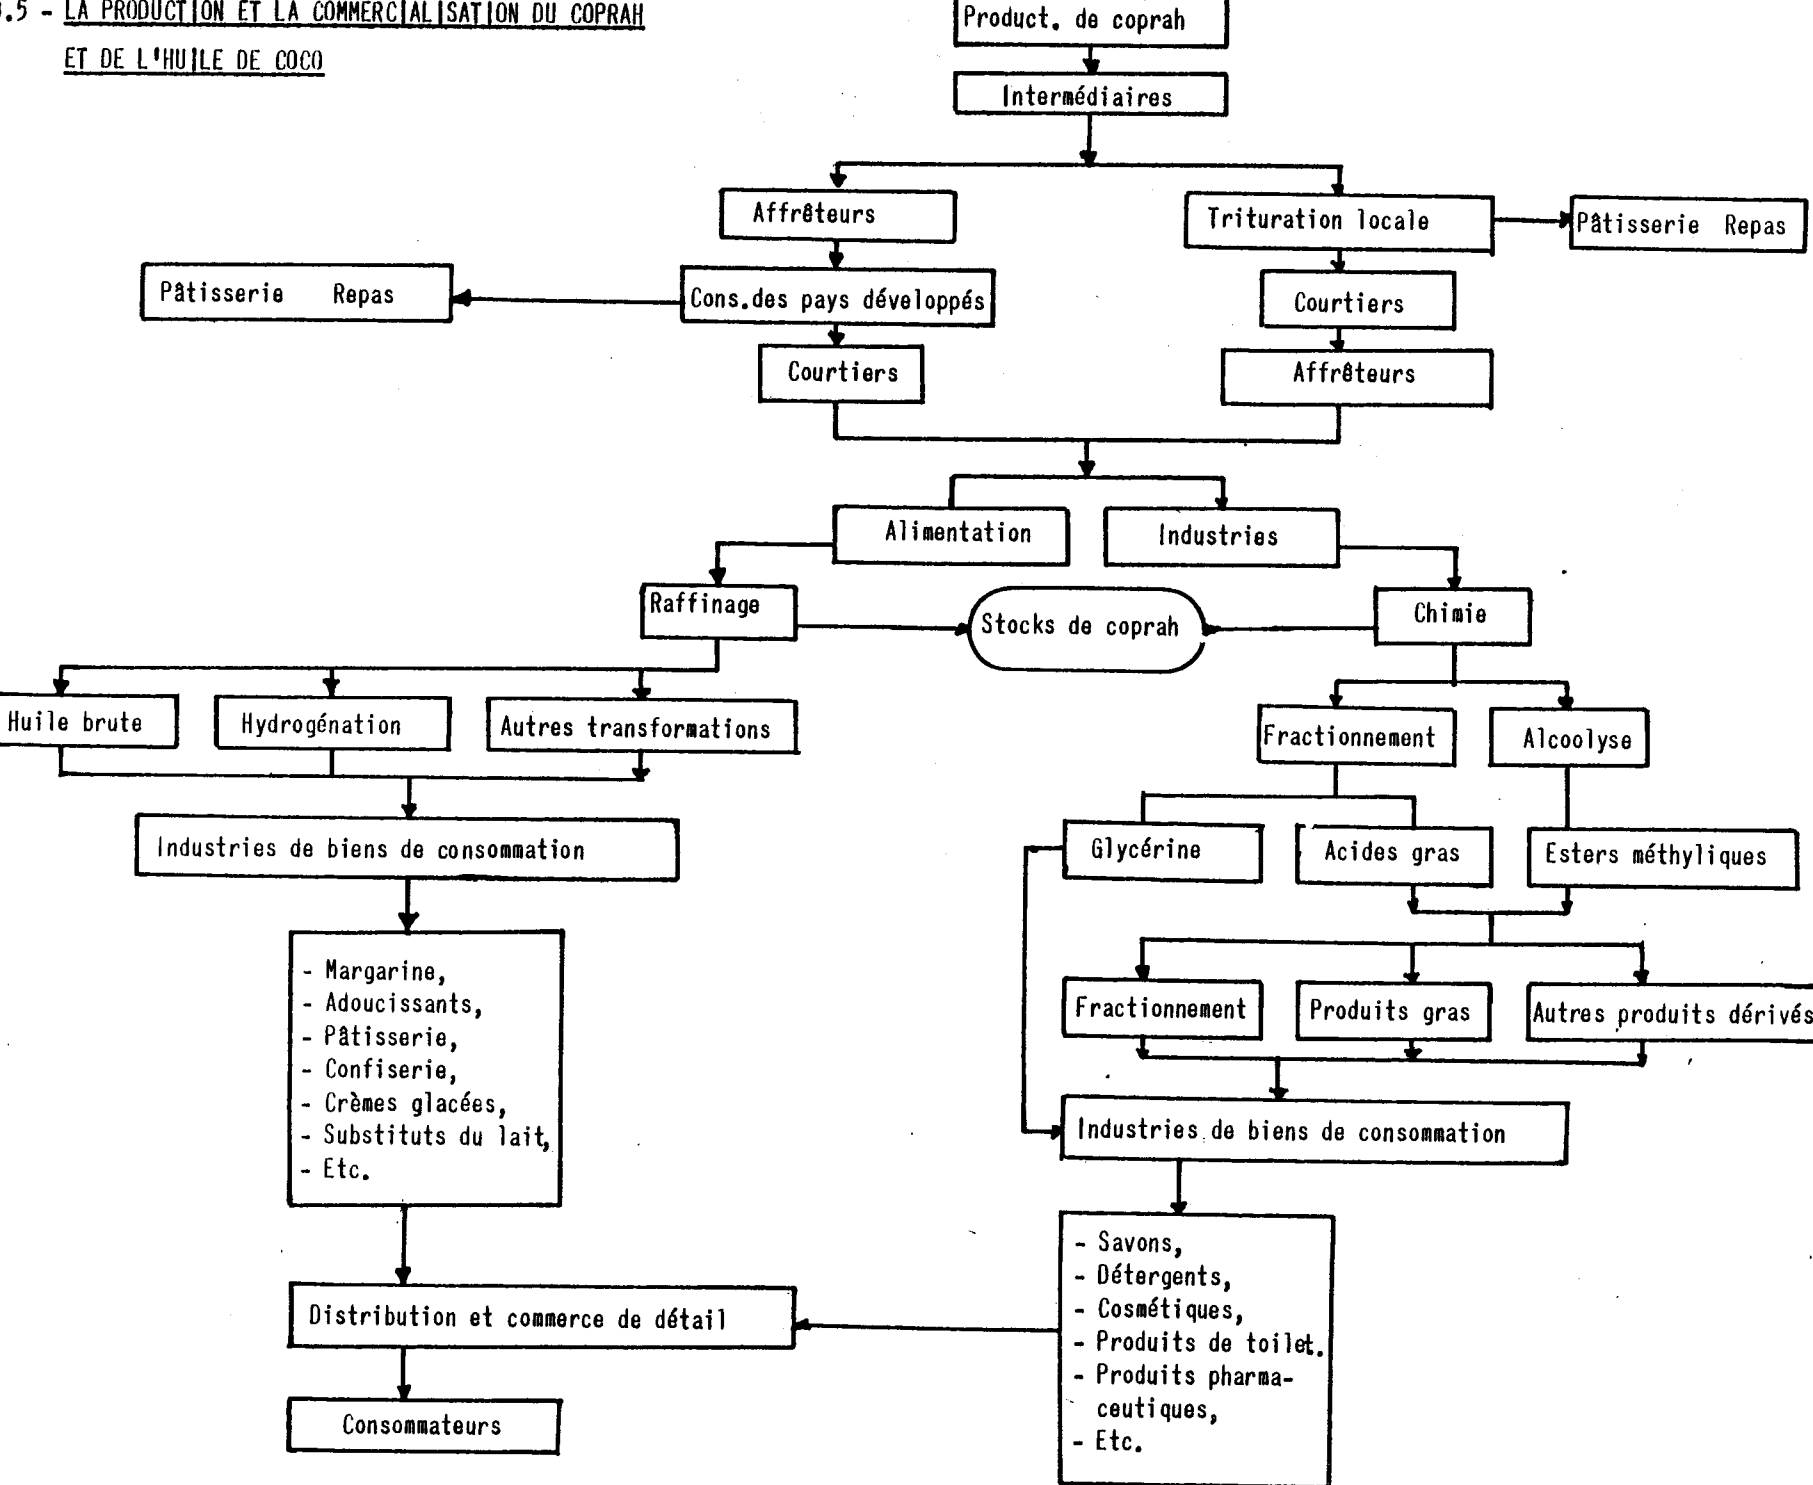 .5 - LA PRODUCTION ET LA COMMERCIALISATION DU COPRAH
ET DE L'HUILE DE COCO
Product. de coprah
Intermédiaires
Affrêteurs
Trituration locale
Pâtisserie Repas
Pâtisserie Repas
Cons.des pays développés
Courtiers
Courtiers
Affrêteurs
Alimentation
Industries
Raffinage
Stocks de coprah
Chimie
Huile brute
Hydrogénation
Autres transformations
Fractionnement
Alcoolyse
Industries de biens de consommation
Glycérine
Acides gras
Esters méthyliques
- Margarine,
- Adoucissants,
- Pâtisserie,
- Confiserie,
- Crèmes glacées,
- Substituts du lait,
- Etc.
Fractionnement
Produits gras
Autres produits dérivés
Industries de biens de consommation
- Savons,
- Détergents,
- Cosmétiques,
- Produits de toilet.
- Produits pharma-
ceutiques,
- Etc.
Distribution et commerce de détail
Consommateurs